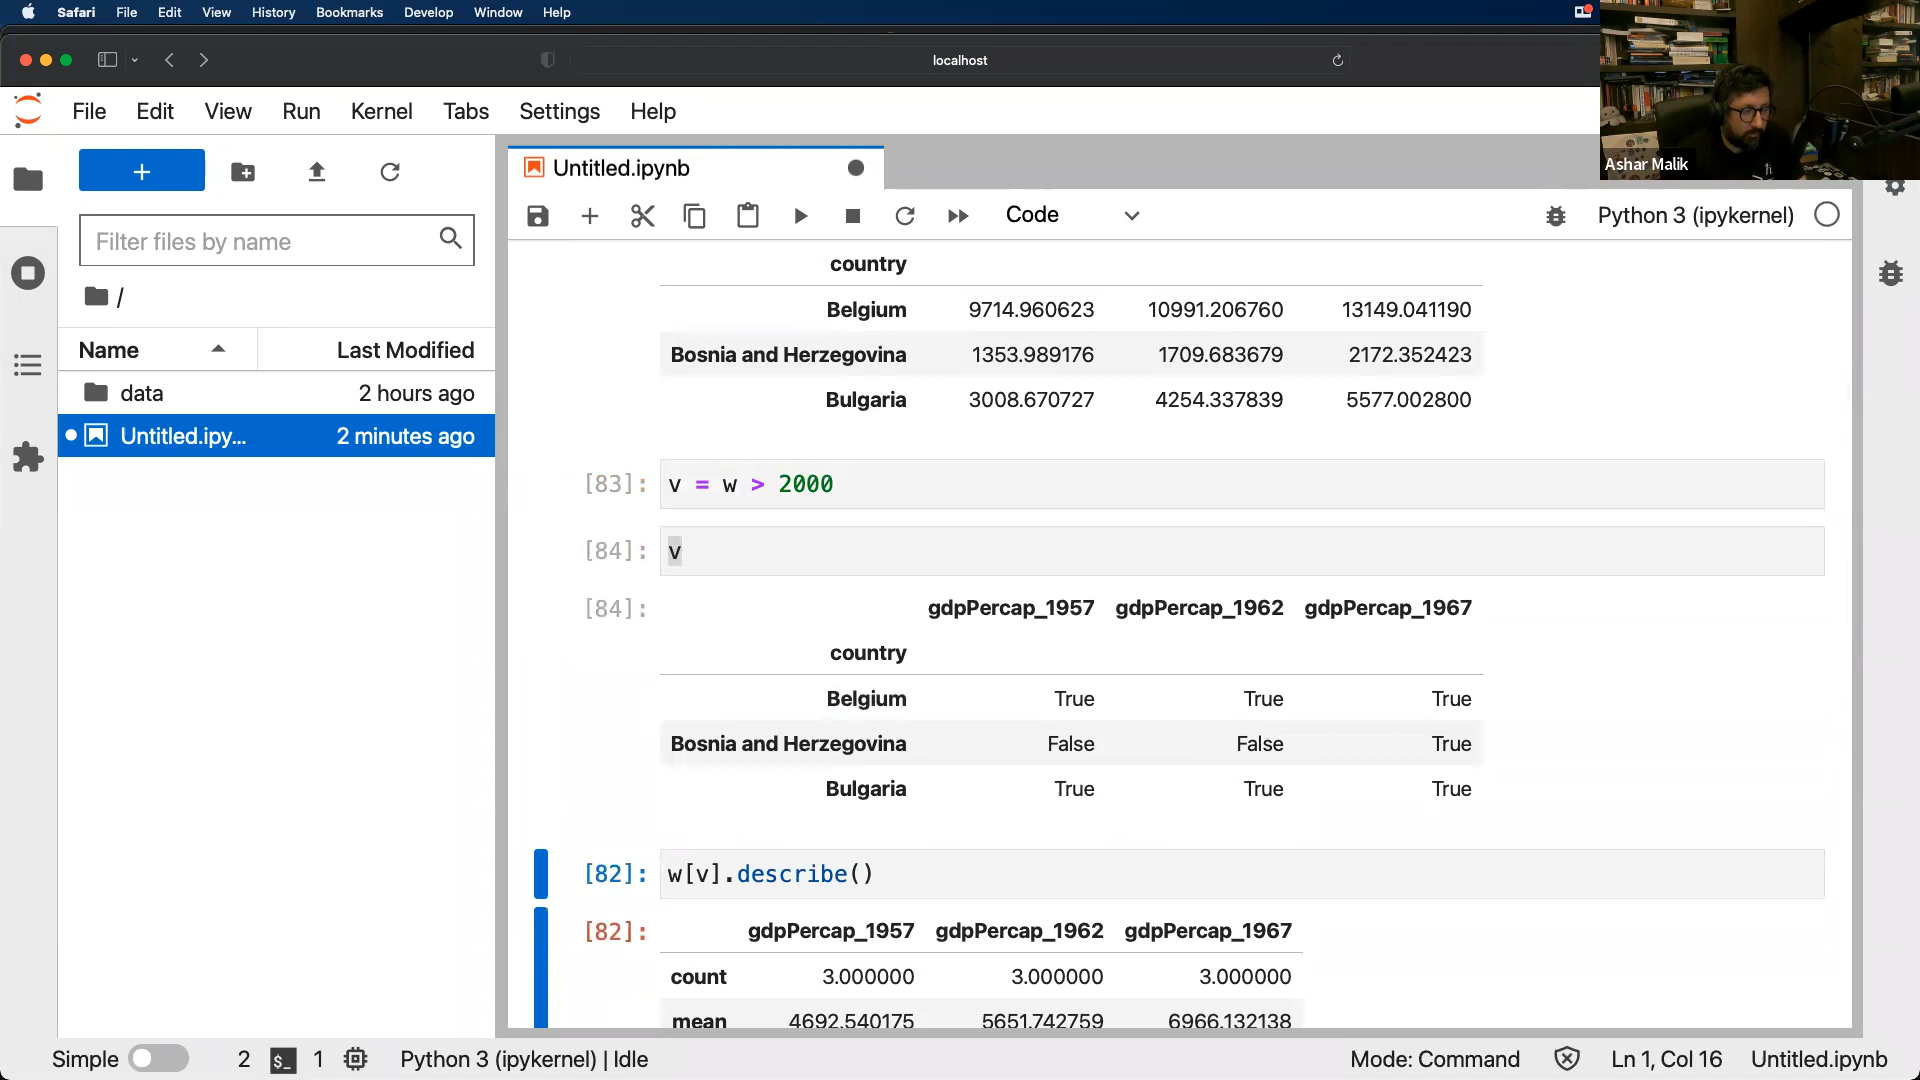 Safari File Edit View History Bookmarks Develop Window Help
localhost
Ashar Malik
File Edit View Run Kernel Tabs Settings Help
+
Untitled.ipynb
Code
Python 3 (ipykernel)
Filter files by name
/
Name Last Modified
data 2 hours ago
Untitled.ipy... 2 minutes ago
country
Belgium 9714.960623 10991.206760 13149.041190
Bosnia and Herzegovina 1353.989176 1709.683679 2172.352423
Bulgaria 3008.670727 4254.337839 5577.002800
[83]: v = w > 2000
[84]: v
[84]: gdpPercap_1957 gdpPercap_1962 gdpPercap_1967
country
Belgium True True True
Bosnia and Herzegovina False False True
Bulgaria True True True
[82]: w[v].describe()
[82]: gdpPercap_1957 gdpPercap_1962 gdpPercap_1967
count 3.000000 3.000000 3.000000
mean 4692.540175 5651.742759 6966.132138
Simple 2 $_ 1 Python 3 (ipykernel) | Idle Mode: Command Ln 1, Col 16 Untitled.ipynb